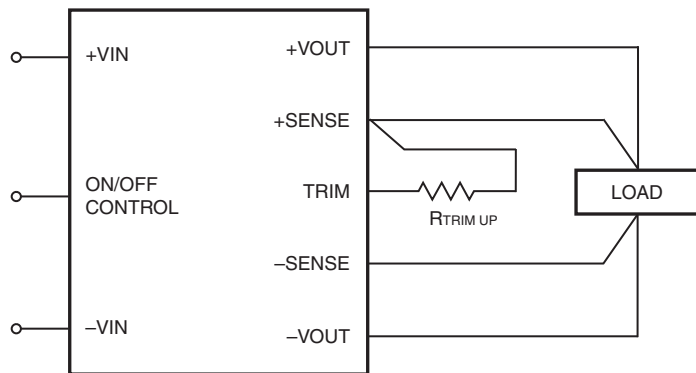 +VIN
+VOUT
+SENSE
ON/OFF
CONTROL
TRIM
LOAD
RTRIM UP
–SENSE
–VIN
–VOUT